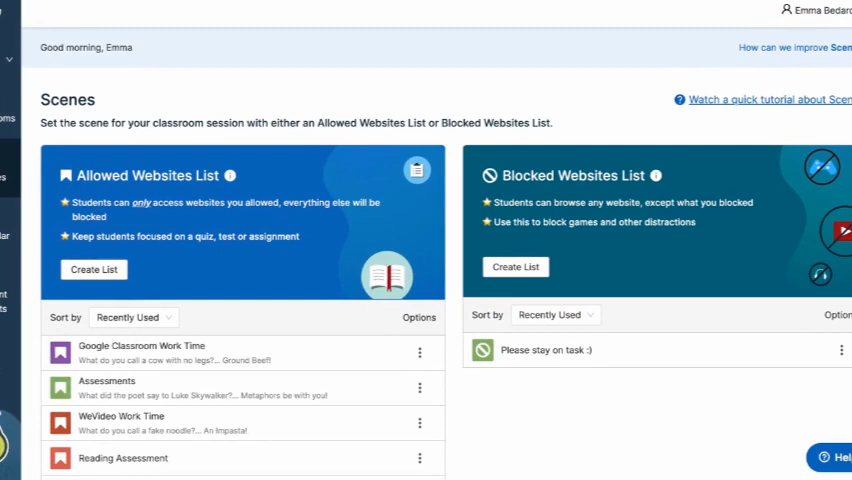 Emma Bedard
Good morning, Emma
How can we improve Scen
Scenes
Watch a quick tutorial about Scen
Set the scene for your classroom session with either an Allowed Websites List or Blocked Websites List.
Allowed Websites List
Students can only access websites you allowed, everything else will be
blocked
Keep students focused on a quiz, test or assignment
Create List
Sort by Recently Used Options
Google Classroom Work Time
What do you call a cow with no legs?... Ground Beef!
Assessments
What did the poet say to Luke Skywalker?... Metaphors be with you!
WeVideo Work Time
What do you call a fake noodle?... An Impasta!
Reading Assessment
Blocked Websites List
Students can browse any website, except what you blocked
Use this to block games and other distractions
Create List
Sort by Recently Used Option
Please stay on task :)
Hel